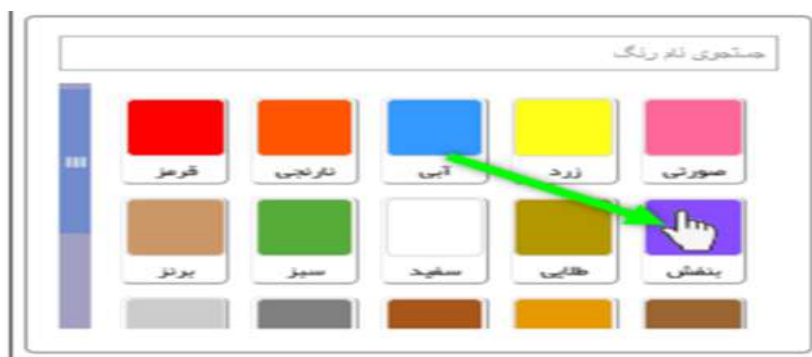 جستجوی نام رنگ
صورتی زرد آبی نارنجی قرمز
بنفش طلایی سفید سبز برنز